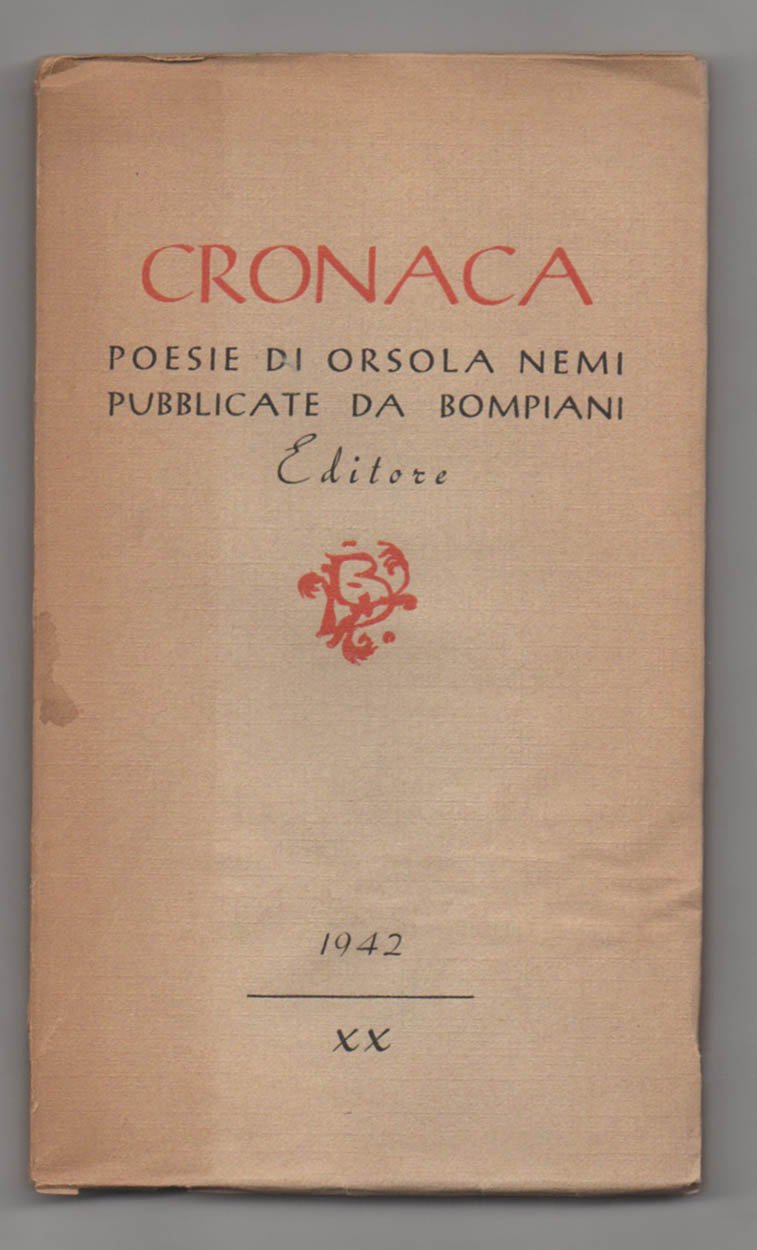 CRONACA
POESIE DI ORSOLA NEMI
PUBBLICATE DA BOMPIANI
Editore
1942
XX